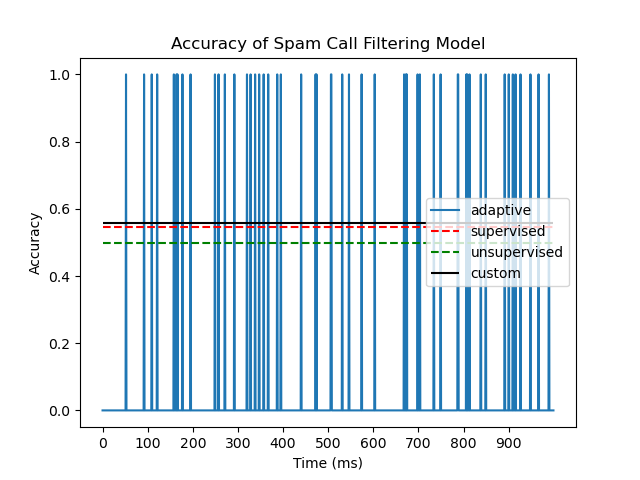 Accuracy of Spam Call Filtering Model
Accuracy
1.0
0.8
0.6
0.4
0.2
0.0
adaptive
supervised
unsupervised
custom
0 100 200 300 400 500 600 700 800 900
Time (ms)